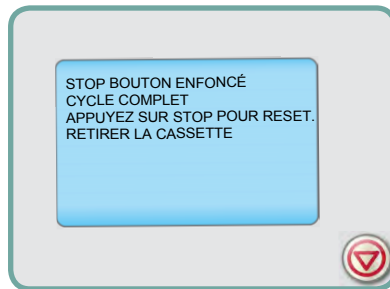 STOP BOUTON ENFONCÉ
CYCLE COMPLET
APPUYEZ SUR STOP POUR RESET.
RETIRER LA CASSETTE